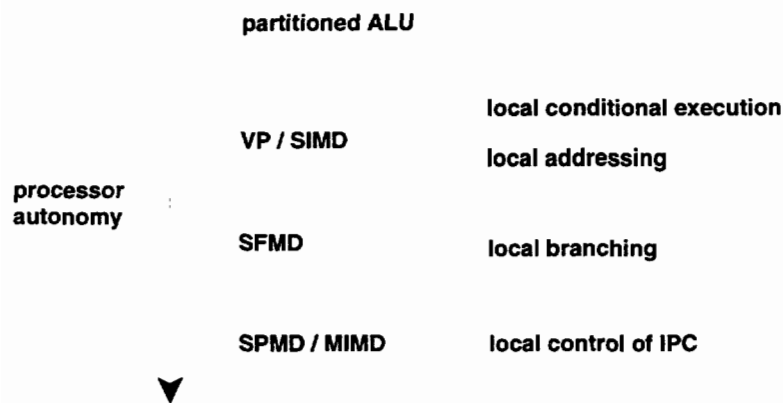 partitioned ALU
local conditional execution
VP / SIMD
local addressing
processor
autonomy
SFMD
local branching
SPMD / MIMD
local control of IPC